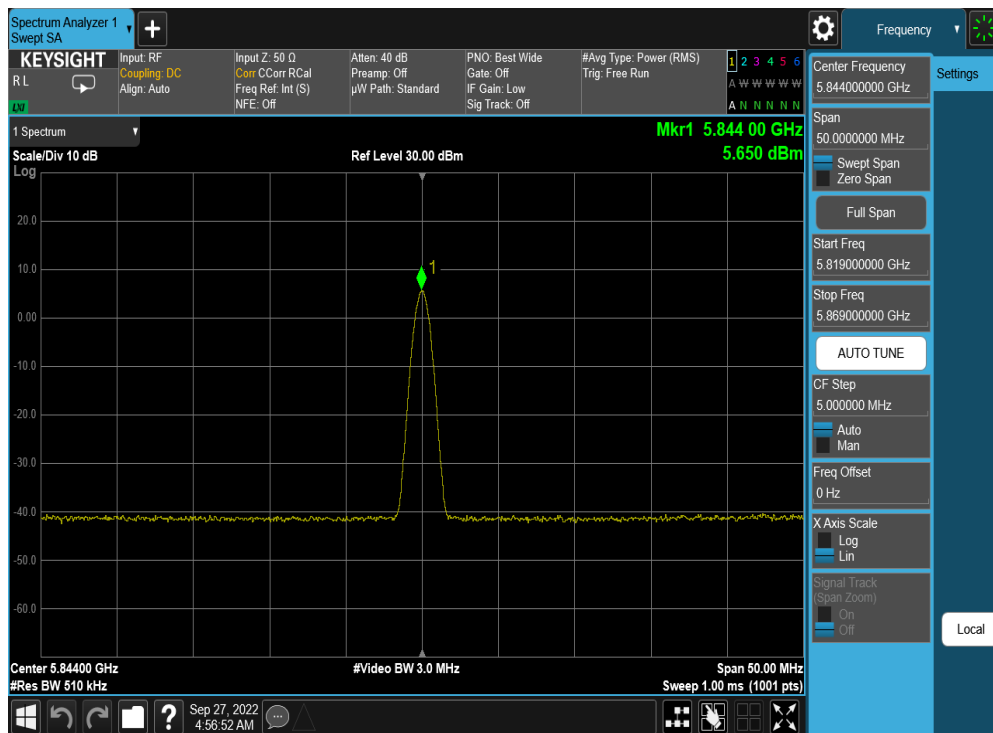 Spectrum Analyzer 1
Swept SA
+
Frequency
KEYSIGHT
R L
LNI
Input: RF
Coupling: DC
Align: Auto
Input Z: 50 Ω
Corr CCorr RCal
Freq Ref: Int (S)
NFE: Off
Atten: 40 dB
Preamp: Off
µW Path: Standard
PNO: Best Wide
Gate: Off
IF Gain: Low
Sig Track: Off
#Avg Type: Power (RMS)
Trig: Free Run
1 2 3 4 5 6
A W W W W W
A N N N N N
1 Spectrum
Scale/Div 10 dB
Log
Ref Level 30.00 dBm
Mkr1 5.844 00 GHz
5.650 dBm
20.0
10.0
0.00
-10.0
-20.0
-30.0
-40.0
-50.0
-60.0
1
Center 5.84400 GHz
#Res BW 510 kHz
#Video BW 3.0 MHz
Span 50.00 MHz
Sweep 1.00 ms (1001 pts)
Center Frequency
5.844000000 GHz
Settings
Span
50.0000000 MHz
Swept Span
Zero Span
Full Span
Start Freq
5.819000000 GHz
Stop Freq
5.869000000 GHz
AUTO TUNE
CF Step
5.000000 MHz
Auto
Man
Freq Offset
0 Hz
X Axis Scale
Log
Lin
Signal Track
(Span Zoom)
On
Off
Local
?
Sep 27, 2022
4:56:52 AM